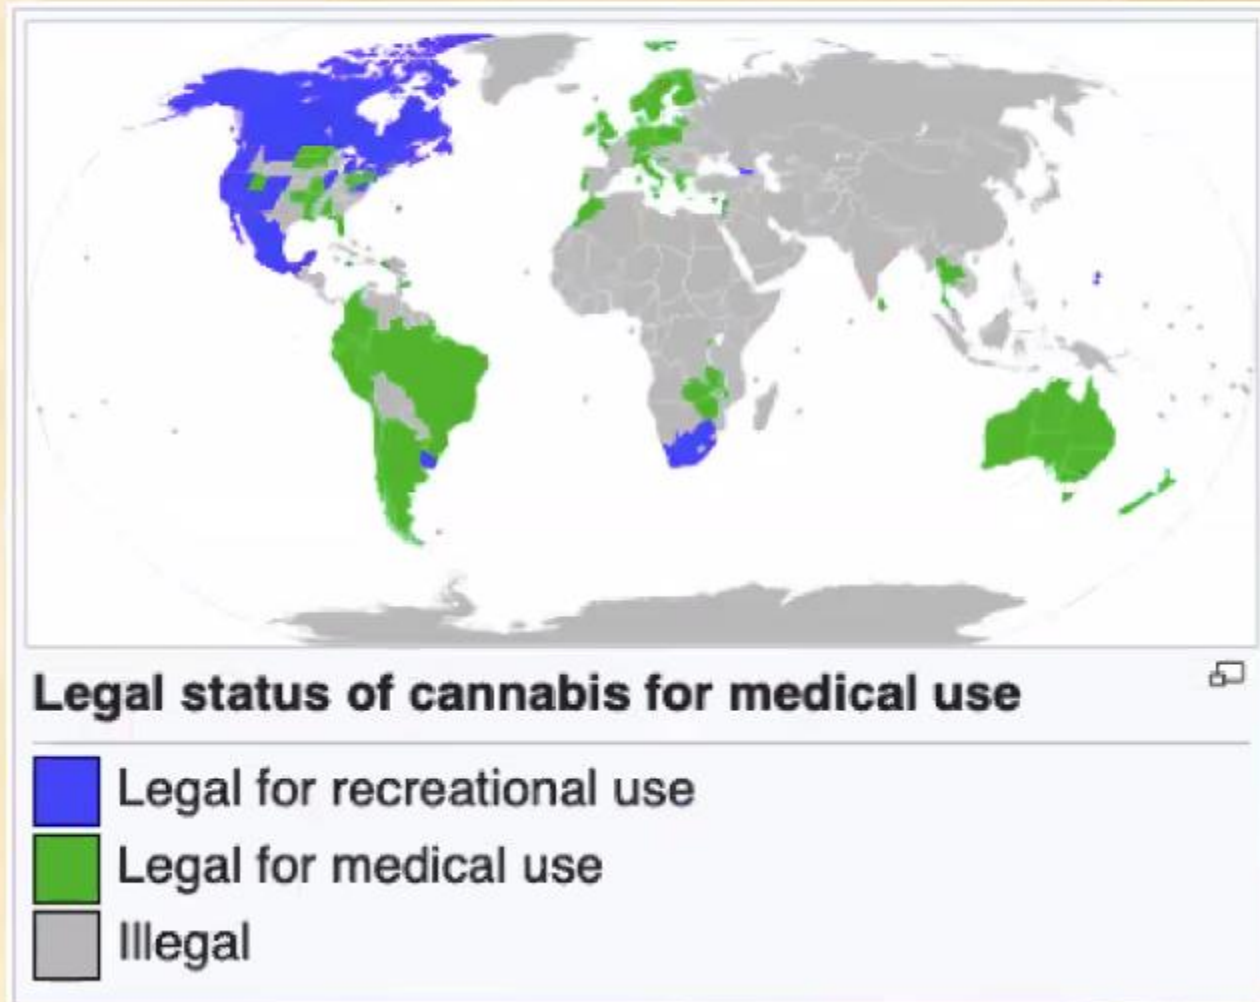 Legal status of cannabis for medical use
Legal for recreational use
Legal for medical use
Illegal